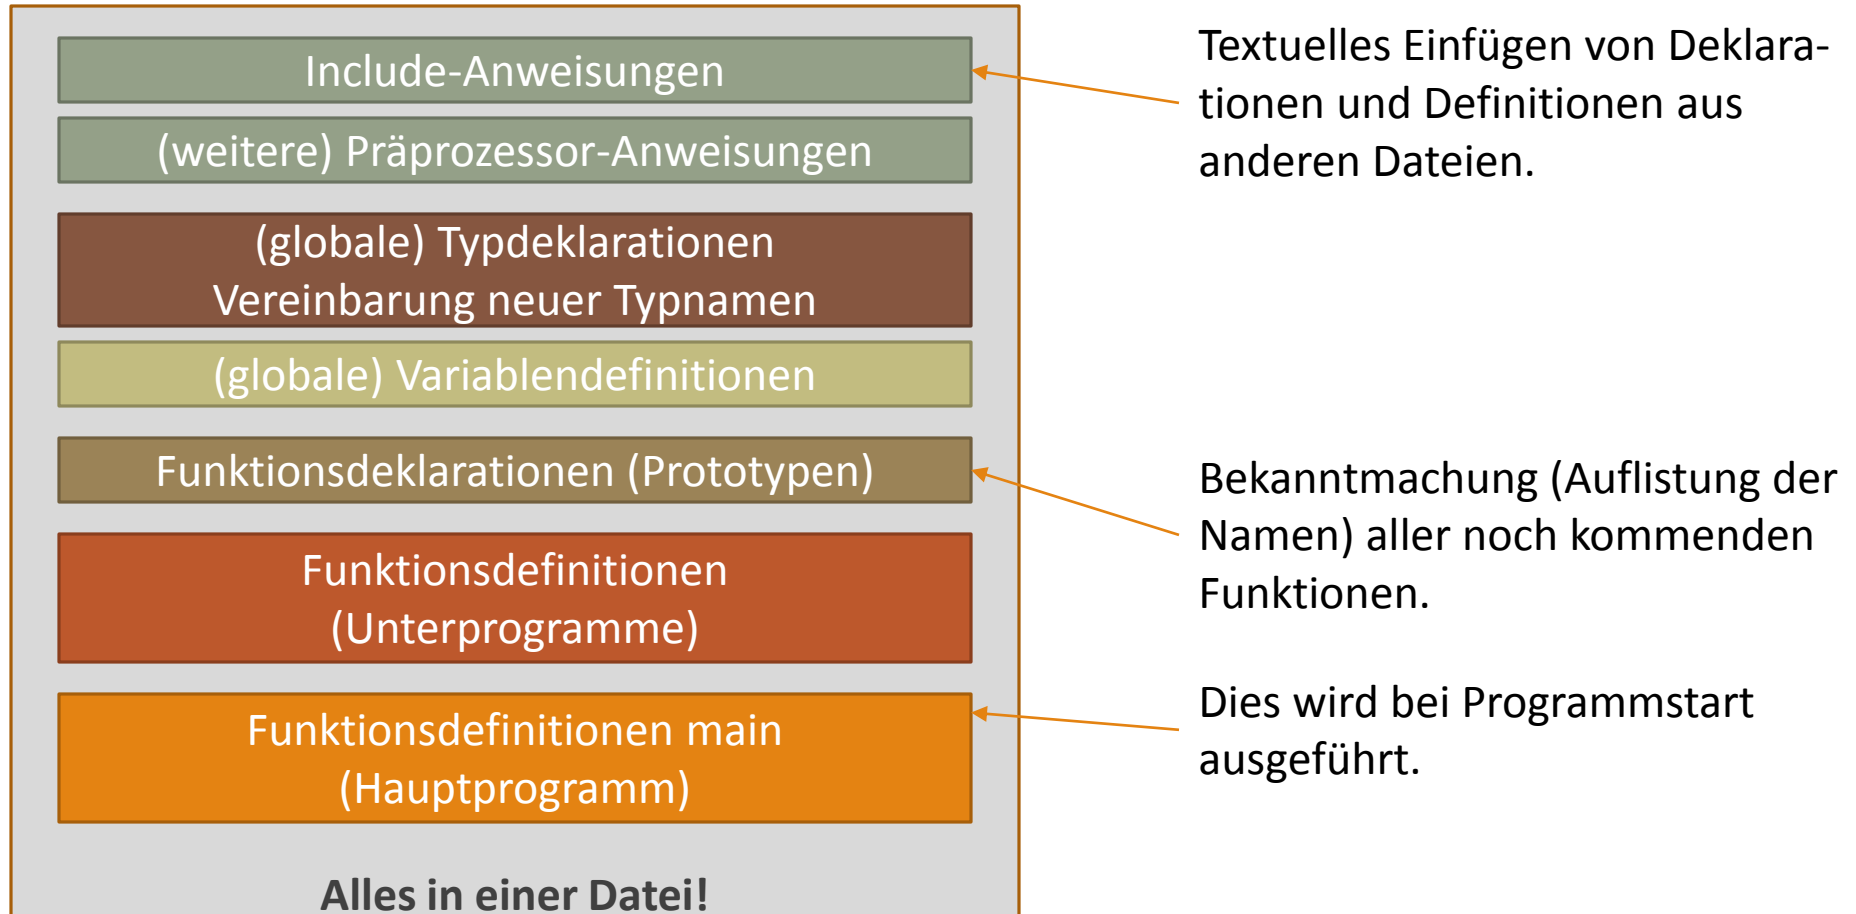 Include-Anweisungen
(weitere) Präprozessor-Anweisungen
(globale) Typdeklarationen
Vereinbarung neuer Typnamen
(globale) Variablendefinitionen
Funktionsdeklarationen (Prototypen)
Funktionsdefinitionen
(Unterprogramme)
Funktionsdefinitionen main
(Hauptprogramm)
Alles in einer Datei!
Textuelles Einfügen von Deklara-
tionen und Definitionen aus
anderen Dateien.
Bekanntmachung (Auflistung der
Namen) aller noch kommenden
Funktionen.
Dies wird bei Programmstart
ausgeführt.